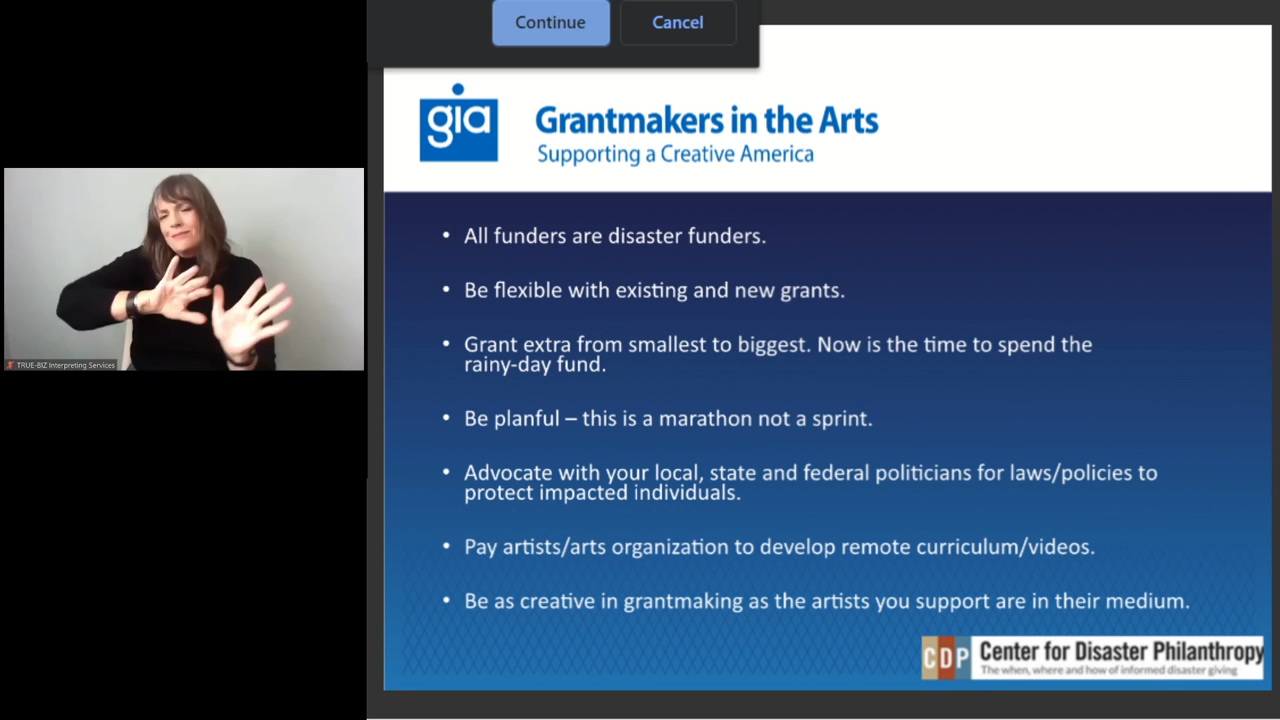 Continue Cancel
gia
Grantmakers in the Arts
Supporting a Creative America
• All funders are disaster funders.
• Be flexible with existing and new grants.
• Grant extra from smallest to biggest. Now is the time to spend the
rainy-day fund.
• Be planful – this is a marathon not a sprint.
• Advocate with your local, state and federal politicians for laws/policies to
protect impacted individuals.
• Pay artists/arts organization to develop remote curriculum/videos.
• Be as creative in grantmaking as the artists you support are in their medium.
TRUE-BIZ Interpreting Services
CDP Center for Disaster Philanthropy
The when, where and how of informed disaster giving